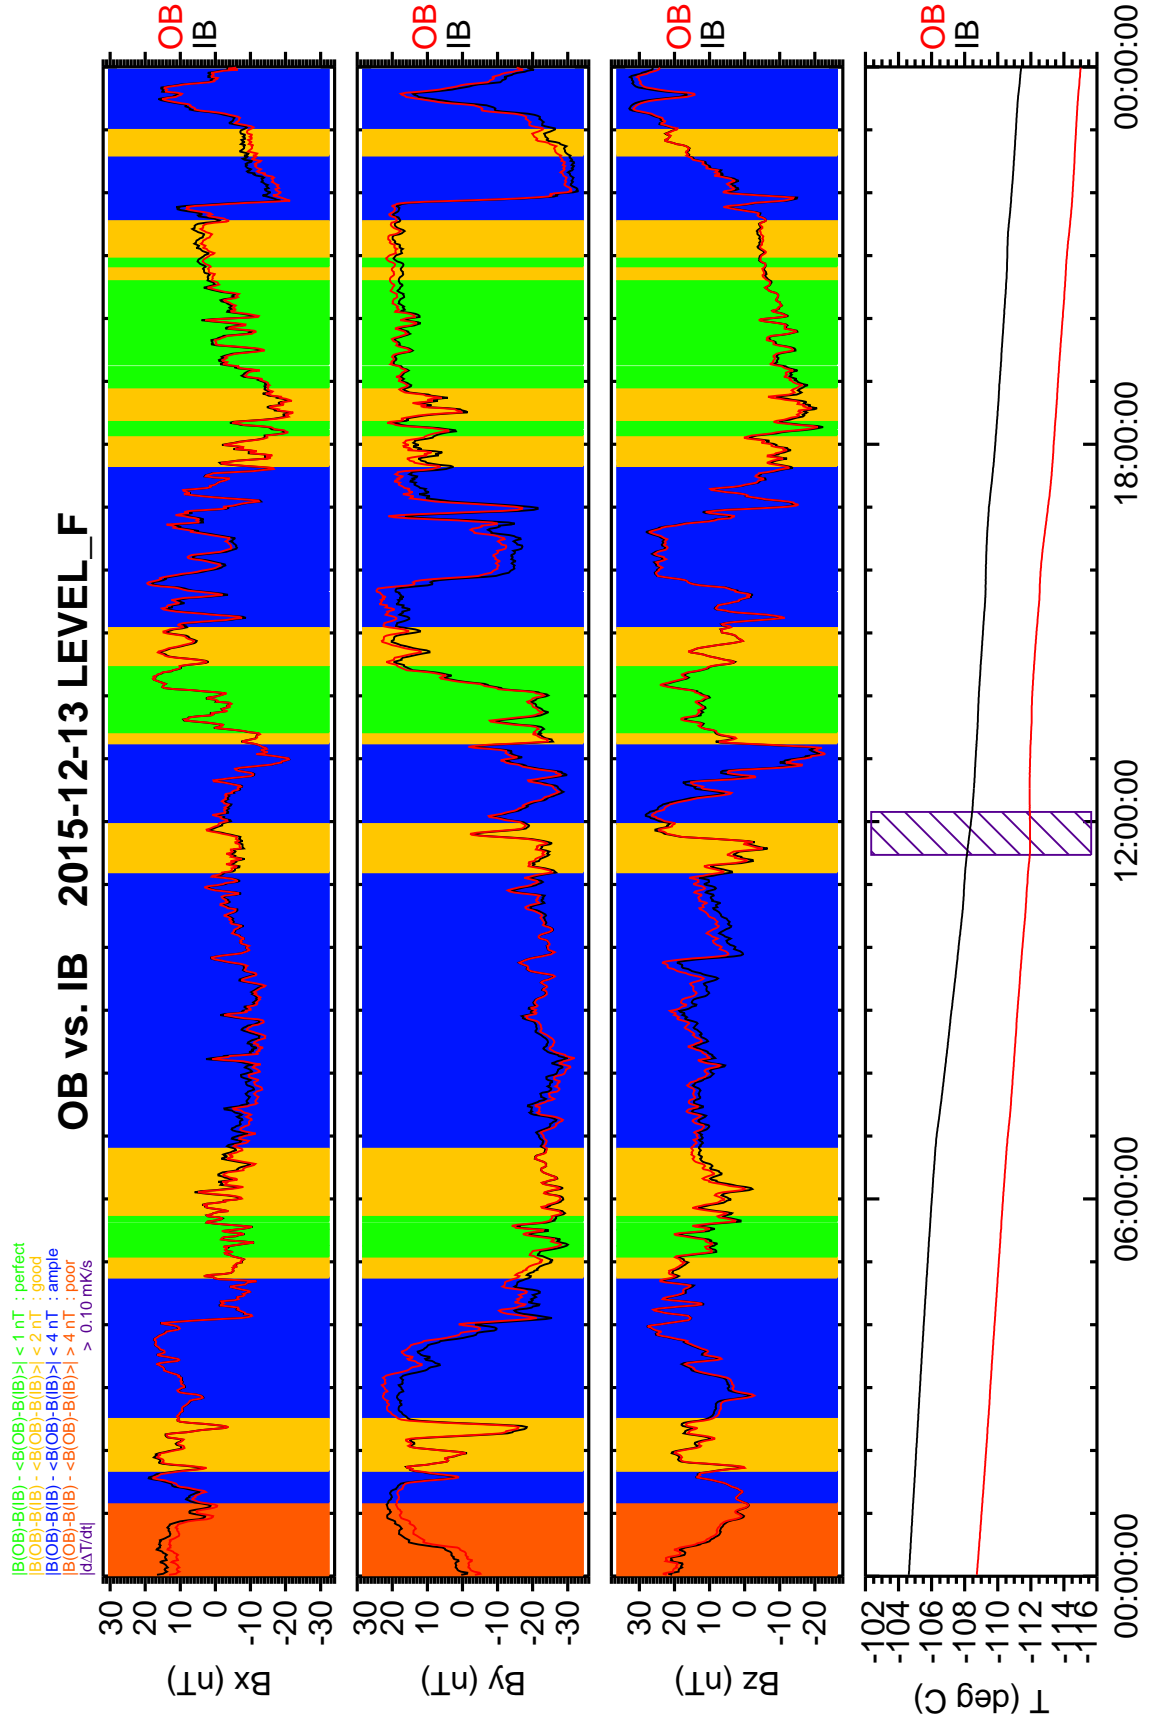 |B(OB)-B(IB) - <B(OB)-B(IB)>| < 1 nT : perfect
|B(OB)-B(IB) - <B(OB)-B(IB)>| < 2 nT : good
|B(OB)-B(IB) - <B(OB)-B(IB)>| < 4 nT : ample
|B(OB)-B(IB) - <B(OB)-B(IB)>| > 4 nT : poor
|dΔT/dt| > 0.10 mK/s
OB vs. IB 2015-12-13 LEVEL_F
Bx (nT)
30
20
10
0
-10
-20
-30
OB
IB
By (nT)
30
20
10
0
-10
-20
-30
OB
IB
Bz (nT)
30
20
10
0
-10
-20
OB
IB
T (deg C)
-102
-104
-106
-108
-110
-112
-114
-116
OB
IB
00:00:00
06:00:00
12:00:00
18:00:00
00:00:00